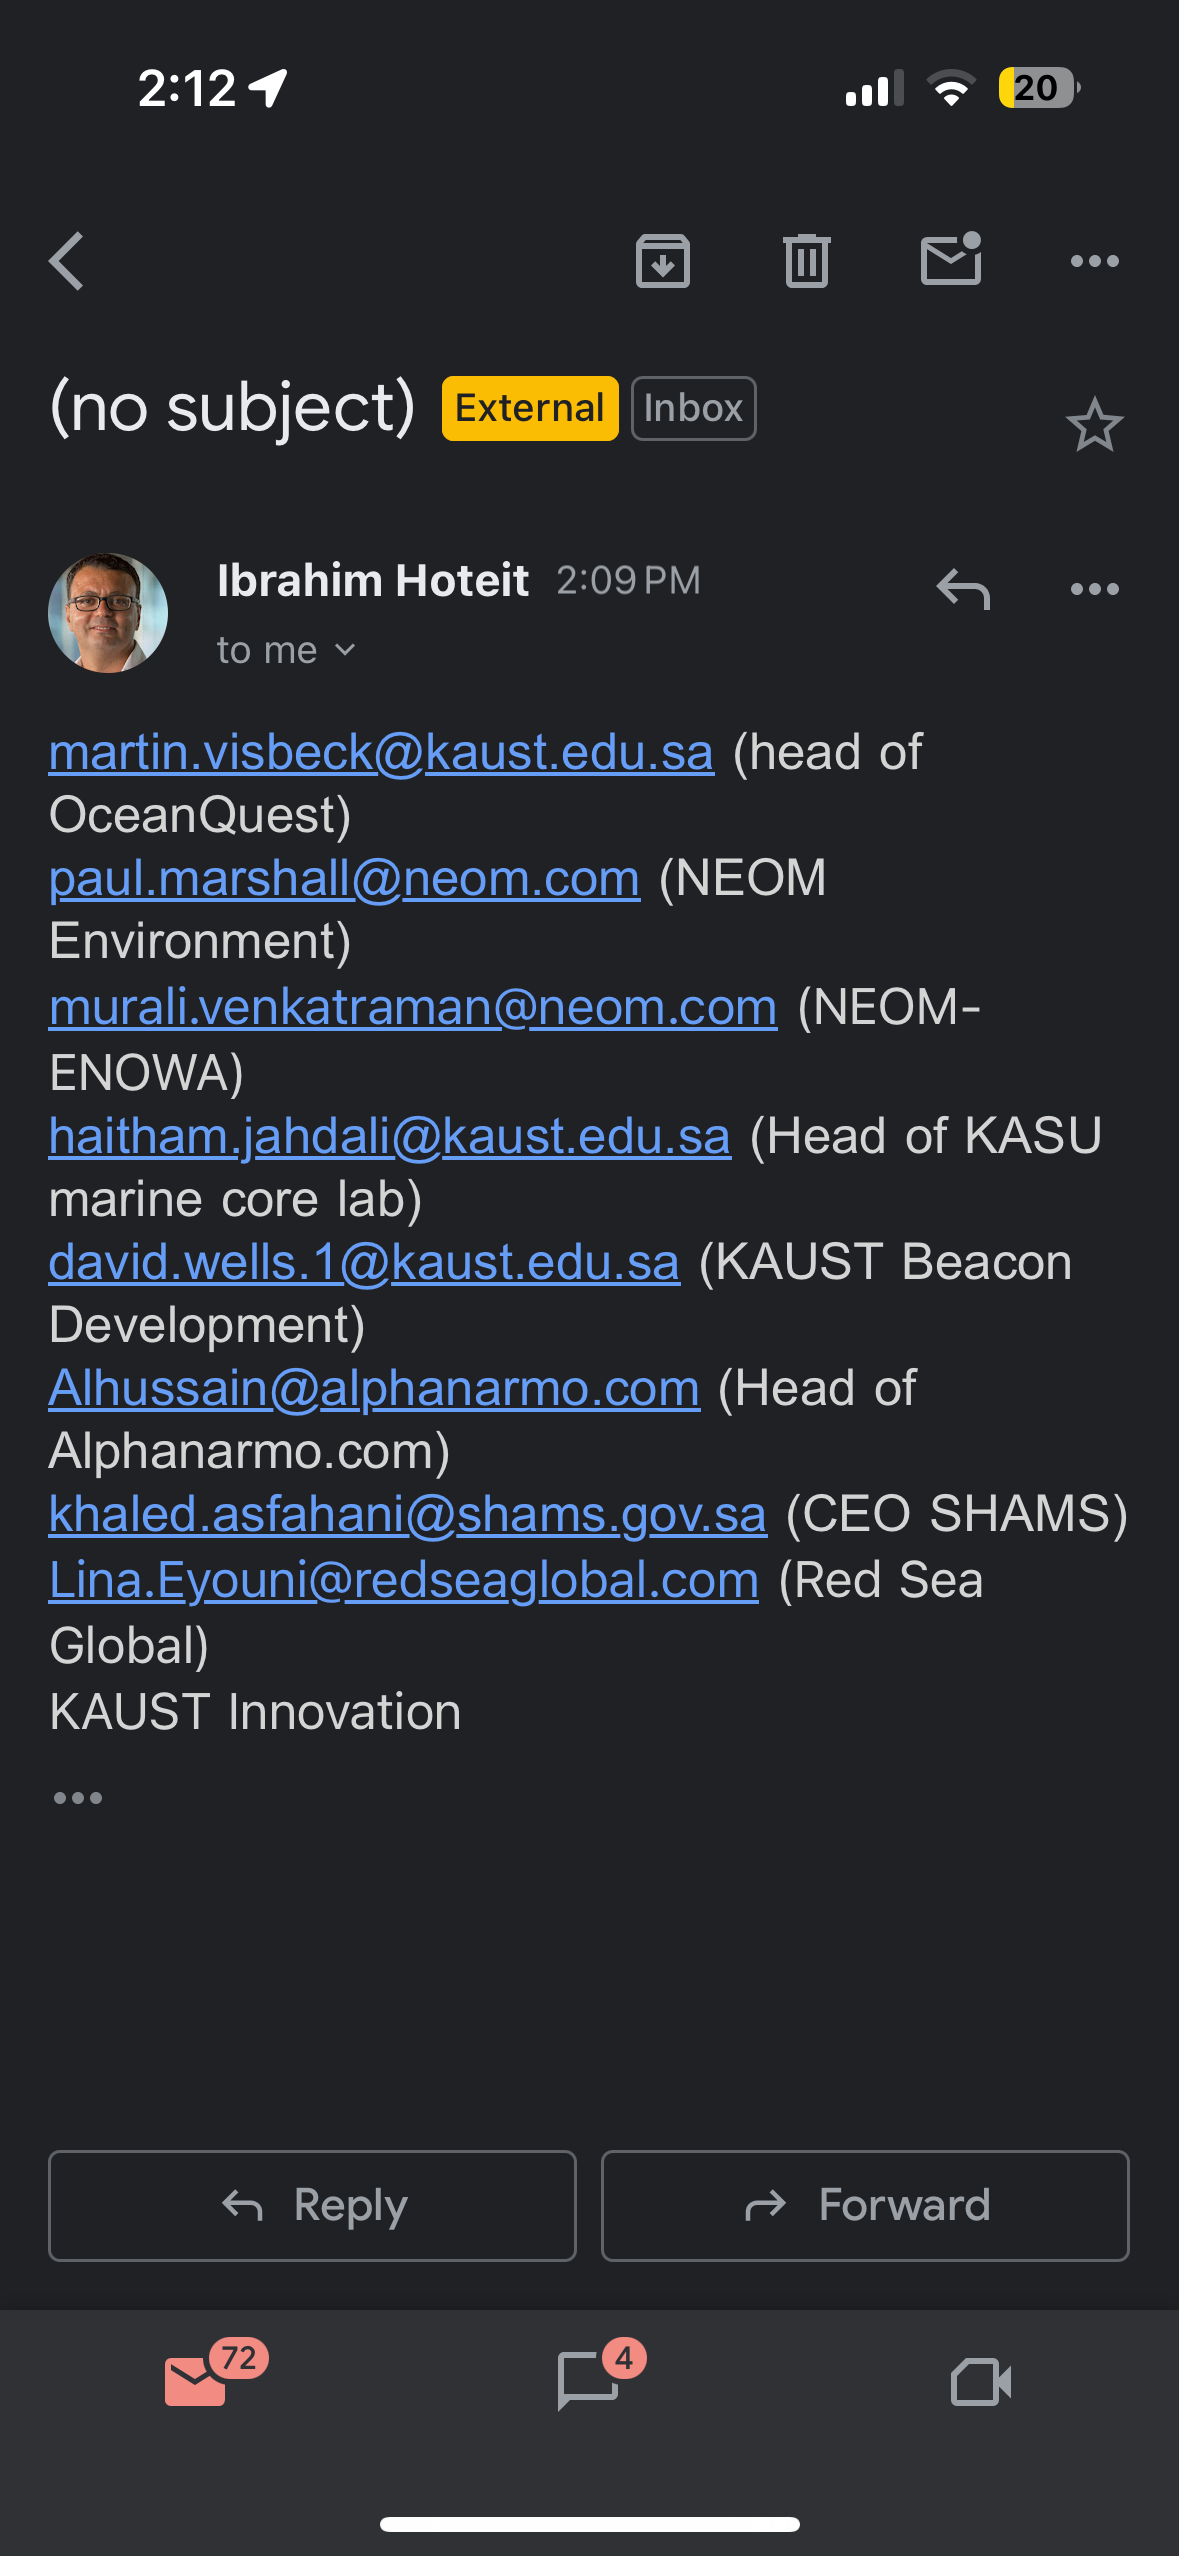 2:12
20
(no subject) External Inbox
Ibrahim Hoteit 2:09 PM
to me
martin.visbeck@kaust.edu.sa (head of
OceanQuest)
paul.marshall@neom.com (NEOM
Environment)
murali.venkatraman@neom.com (NEOM-
ENOWA)
haitham.jahdali@kaust.edu.sa (Head of KASU
marine core lab)
david.wells.1@kaust.edu.sa (KAUST Beacon
Development)
Alhussain@alphanarmo.com (Head of
Alphanarmo.com)
khaled.asfahani@shams.gov.sa (CEO SHAMS)
Lina.Eyouni@redseaglobal.com (Red Sea
Global)
KAUST Innovation
Reply
Forward
72
4